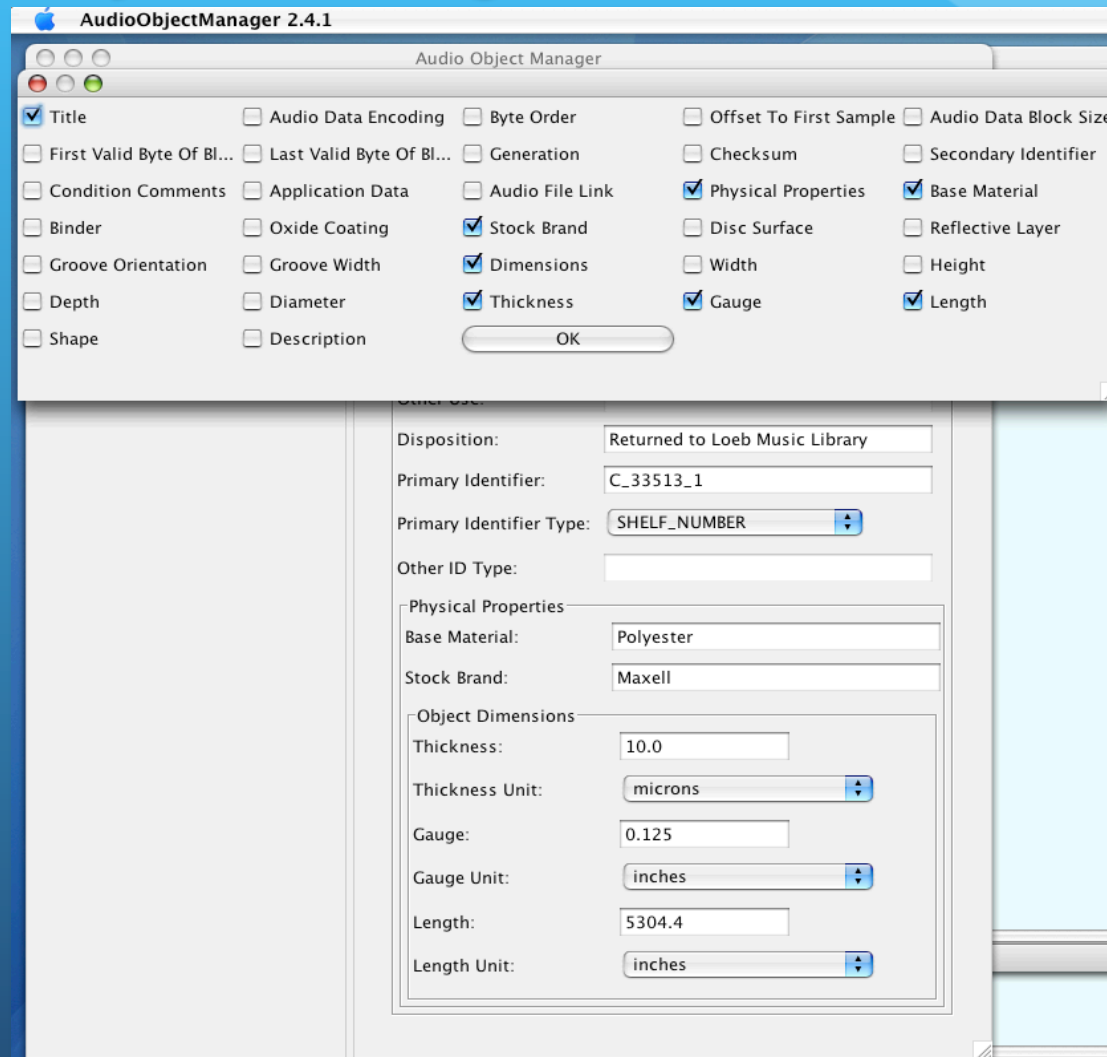 AudioObjectManager 2.4.1
Audio Object Manager
Title Audio Data Encoding Byte Order Offset To First Sample Audio Data Block Size
First Valid Byte Of Bl... Last Valid Byte Of Bl... Generation Checksum Secondary Identifier
Condition Comments Application Data Audio File Link Physical Properties Base Material
Binder Oxide Coating Stock Brand Disc Surface Reflective Layer
Groove Orientation Groove Width Dimensions Width Height
Depth Diameter Thickness Gauge Length
Shape Description OK
Other Use:
Disposition: Returned to Loeb Music Library
Primary Identifier: C_33513_1
Primary Identifier Type: SHELF_NUMBER
Other ID Type:
Physical Properties
Base Material: Polyester
Stock Brand: Maxell
Object Dimensions
Thickness: 10.0
Thickness Unit: microns
Gauge: 0.125
Gauge Unit: inches
Length: 5304.4
Length Unit: inches